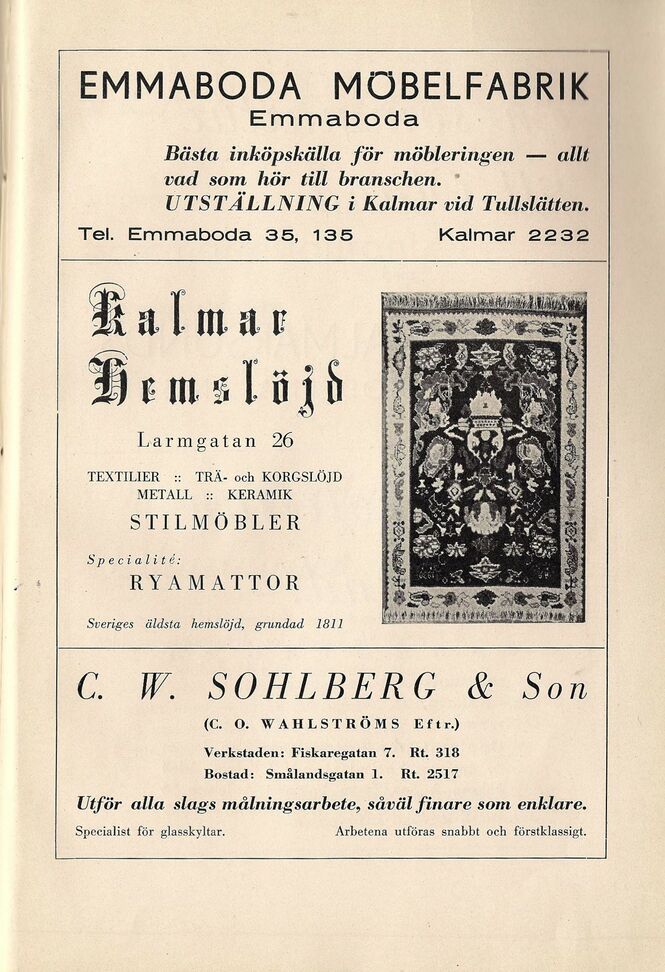 EMMABODA MÖBELFABRIK
Emmaboda
Bästa inköpskälla för möbleringen — allt
vad som hör till branschen.
UTSTÄLLNING i Kalmar vid Tullslätten.
Tel. Emmaboda 35, 135 Kalmar 2232
Kalmar
Hemslöjd
Larmgatan 26
TEXTILIER :: TRÄ- och KORGSLÖJD
METALL :: KERAMIK
STILMÖBLER
Specialité:
RYAMATTOR
Sveriges äldsta hemslöjd, grundad 1811
C. W. SOHLBERG & Son
(C. O. WAHLSTRÖMS Eftr.)
Verkstaden: Fiskaregatan 7. Rt. 318
Bostad: Smålandsgatan 1. Rt. 2517
Utför alla slags målningsarbete, såväl finare som enklare.
Specialist för glasskyltar. Arbetena utföras snabbt och förstklassigt.